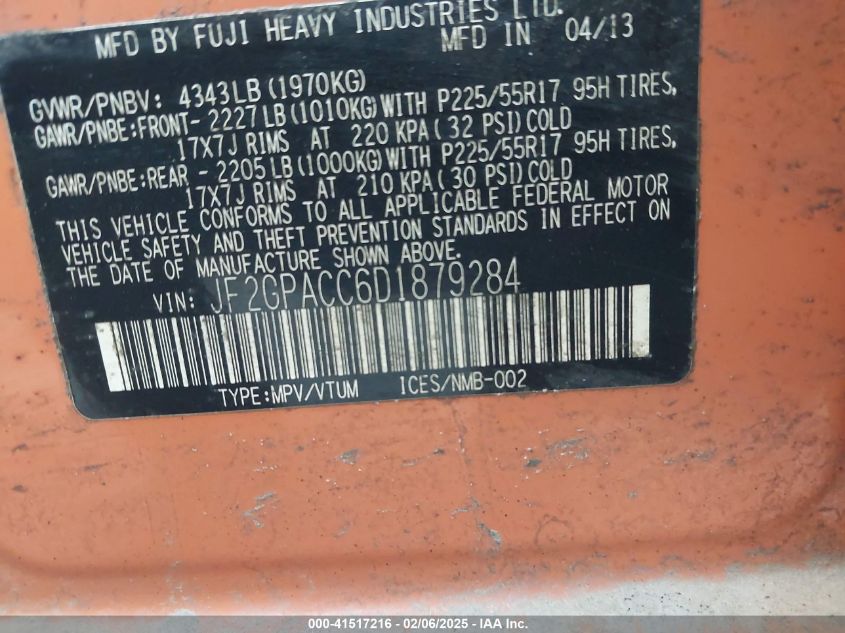 MFD BY FUJI HEAVY INDUSTRIES LTD.
MFD IN 04/13
GVWR/PNBV: 4343LB(1970KG)
GAWR/PNBE:FRONT- 2227LB(1010KG)WITH P225/55R17 95H TIRES,
17X7J RIMS AT 220 KPA(32 PSI)COLD
GAWR/PNBE:REAR - 2205LB(1000KG)WITH P225/55R17 95H TIRES,
17X7J RIMS AT 210 KPA(30 PSI)COLD
THIS VEHICLE CONFORMS TO ALL APPLICABLE FEDERAL MOTOR
VEHICLE SAFETY AND THEFT PREVENTION STANDARDS IN EFFECT ON
THE DATE OF MANUFACTURE SHOWN ABOVE.
VIN: JF2GPACC6D1879284
TYPE:MPV/VTUM ICES/NMB-002
000-41517216 - 02/06/2025 - IAA Inc.